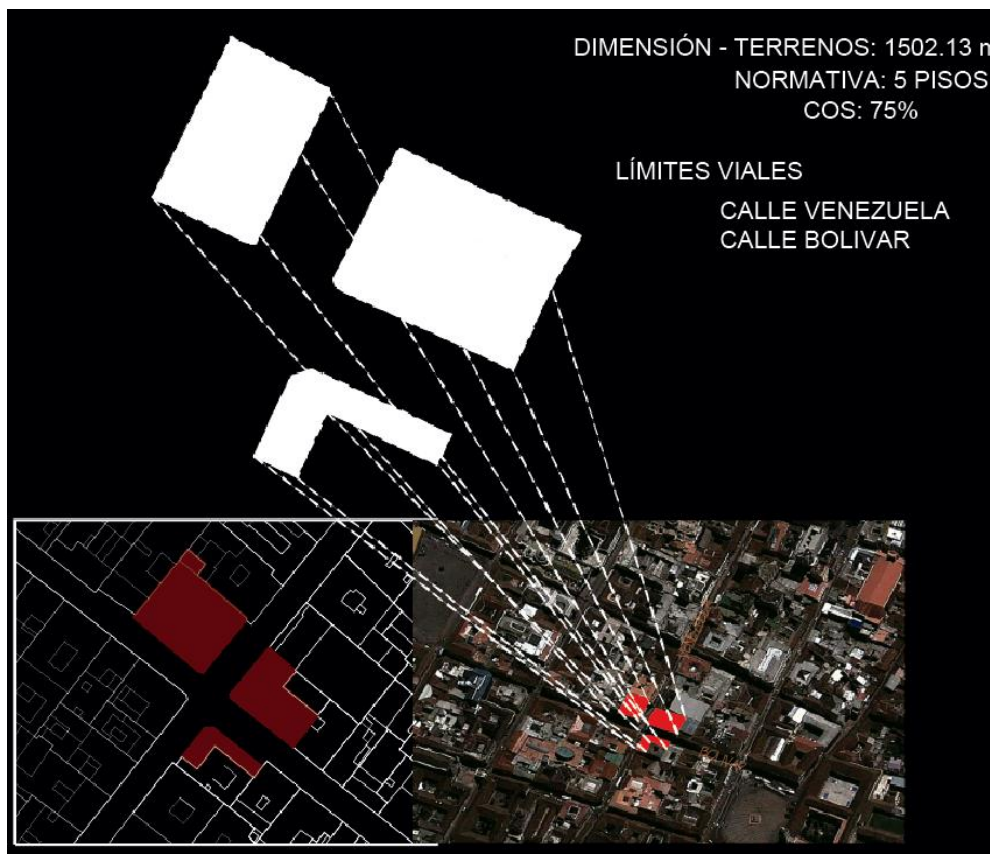 DIMENSIÓN - TERRENOS: 1502.13
NORMATIVA: 5 PISOS
COS: 75%
LÍMITES VIALES
CALLE VENEZUELA
CALLE BOLIVAR